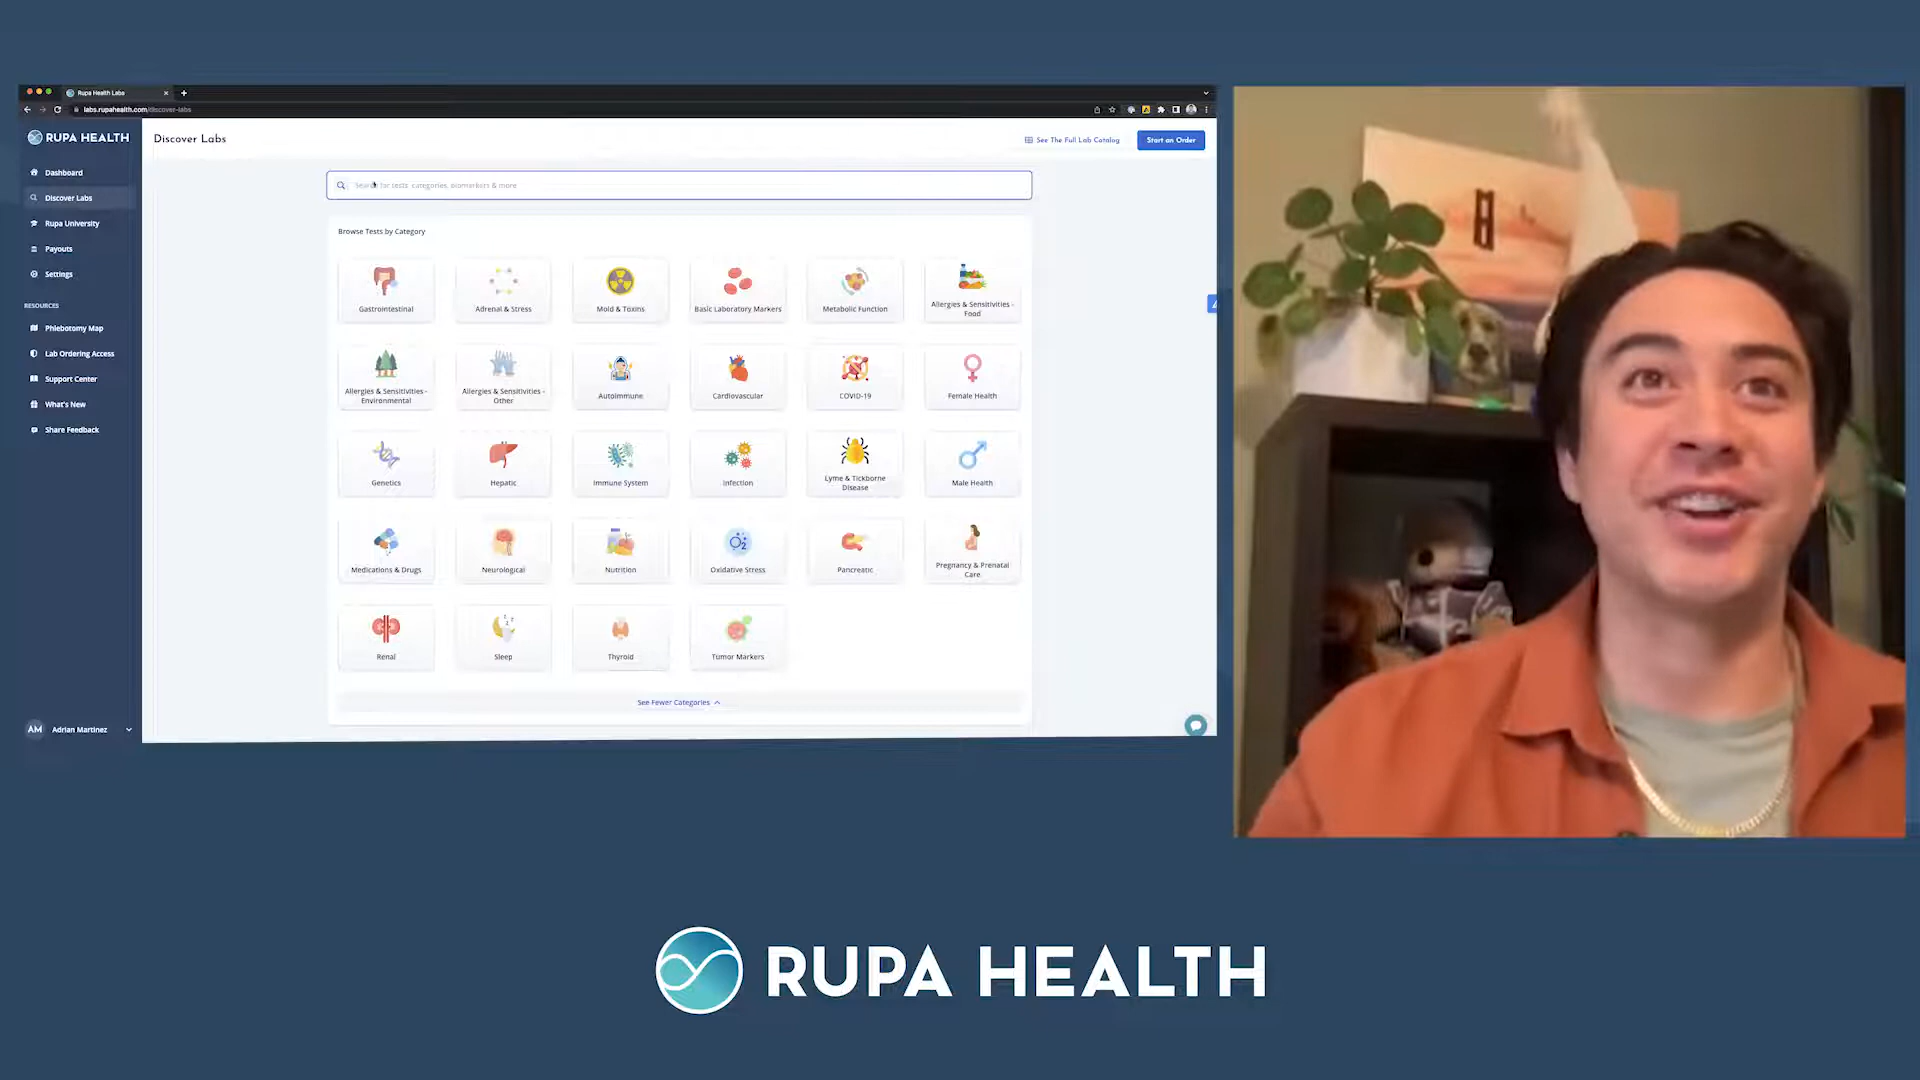 Rupa Health Labs
labs.rupahealth.com/discover-labs
RUPA HEALTH
Discover Labs
See The Full Lab Catalog
Start an Order
Dashboard
Discover Labs
Rupa University
Payouts
Settings
RESOURCES
Phlebotomy Map
Lab Ordering Access
Support Center
What's New
Share Feedback
AM
Adrian Martinez
Search for tests, categories, biomarkers & more
Browse Tests by Category
Gastrointestinal
Adrenal & Stress
Mold & Toxins
Basic Laboratory Markers
Metabolic Function
Allergies & Sensitivities -
Food
Allergies & Sensitivities -
Environmental
Allergies & Sensitivities -
Other
Autoimmune
Cardiovascular
COVID-19
Female Health
Genetics
Hepatic
Immune System
Infection
Lyme & Tickborne
Disease
Male Health
Medications & Drugs
Neurological
Nutrition
O2
Oxidative Stress
Pancreatic
Pregnancy & Prenatal
Care
Renal
Sleep
Thyroid
Tumor Markers
See Fewer Categories
RUPA HEALTH